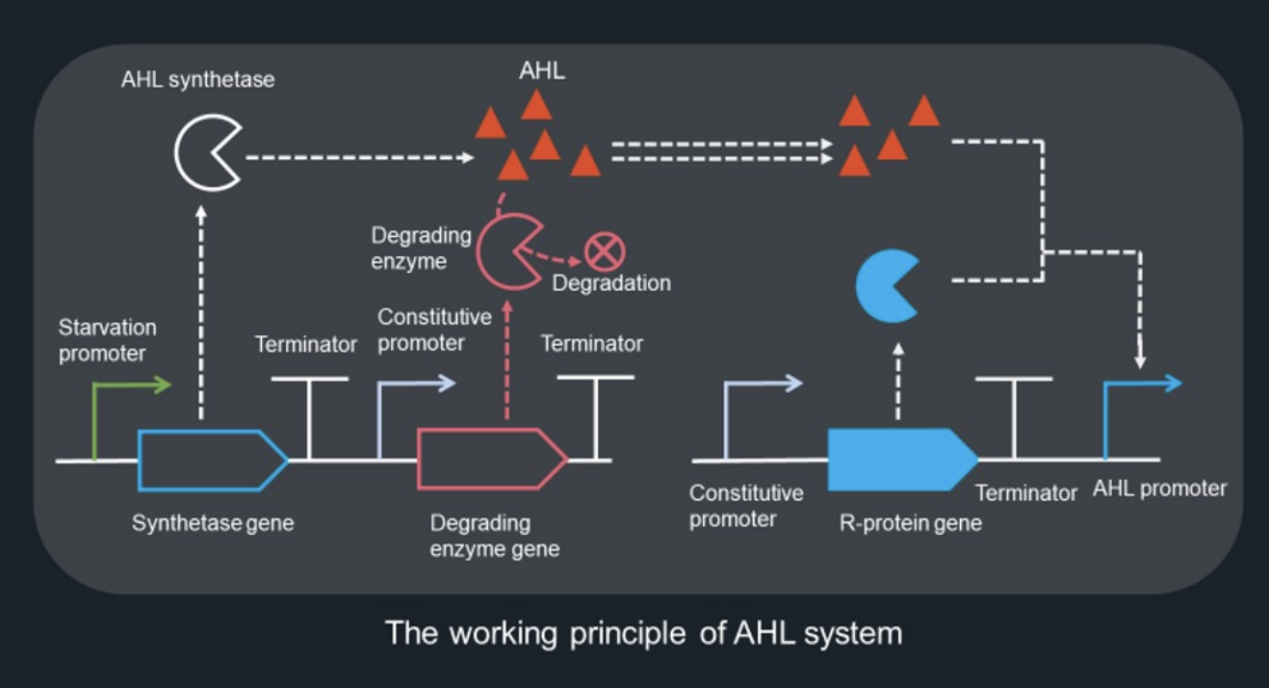 AHL synthetase
AHL
Degrading
enzyme
Degradation
Starvation
promoter
Terminator
Constitutive
promoter
Terminator
Synthetase gene
Degrading
enzyme gene
Constitutive
promoter
R-protein gene
Terminator
AHL promoter
The working principle of AHL system